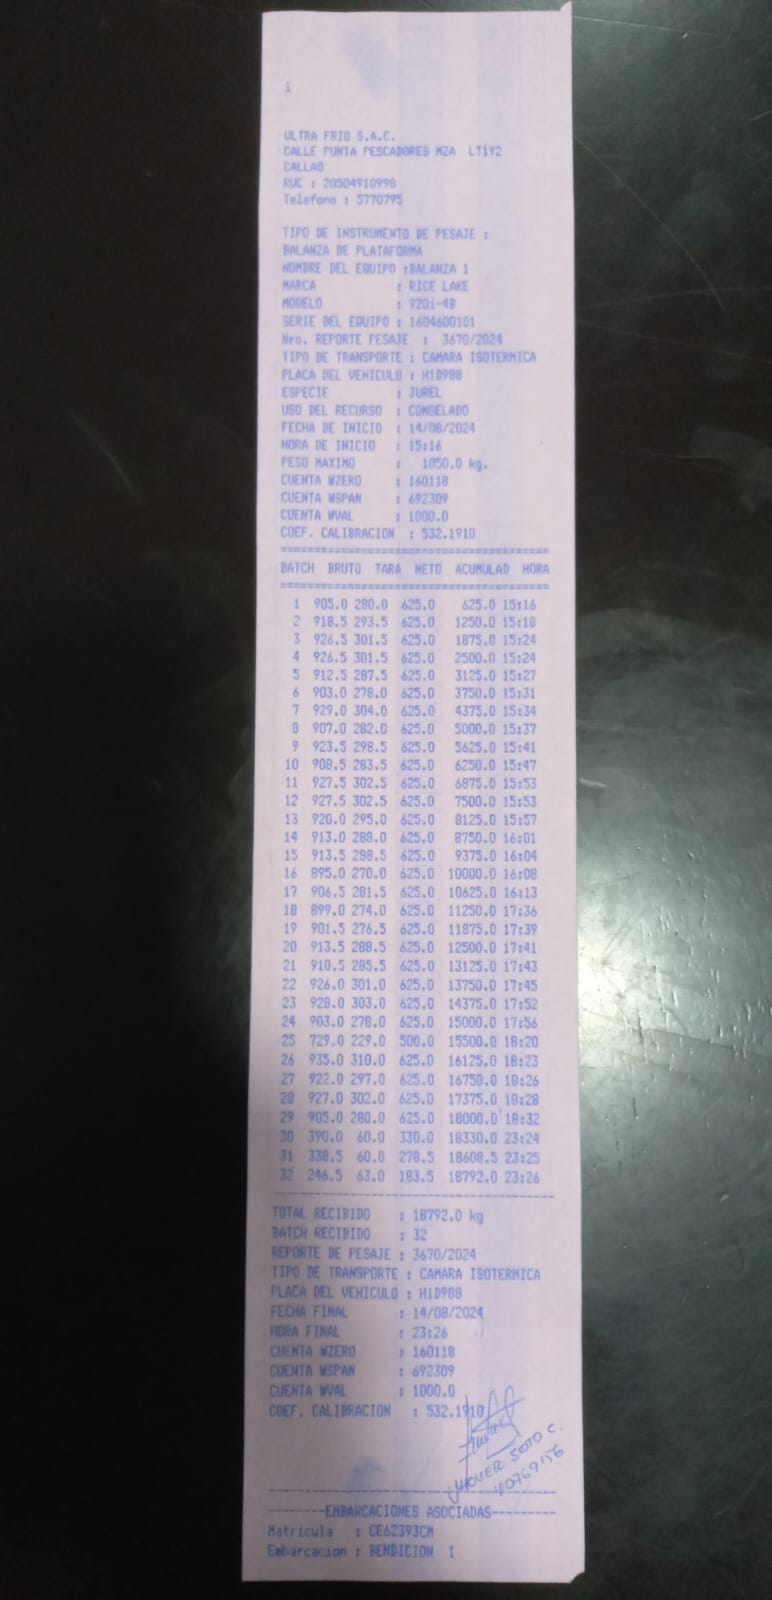 i
ULTRA FRIO S.A.C.
CALLE PUNTA PESCADORES MZA LT1Y2
CALLAO
RUC : 20504910998
Telefono : 5770795
TIPO DE INSTRUMENTO DE PESAJE :
BALANZA DE PLATAFORMA
NOMBRE DEL EQUIPO :BALANZA 1
MARCA : RICE LAKE
MODELO : 920i-4B
SERIE DEL EQUIPO : 1604600101
Nro. REPORTE PESAJE : 3670/2024
TIPO DE TRANSPORTE : CAMARA ISOTERMICA
PLACA DEL VEHICULO : H1D988
ESPECIE : JUREL
USO DEL RECURSO : CONGELADO
FECHA DE INICIO : 14/08/2024
HORA DE INICIO : 15:16
PESO MAXIMO : 1050.0 kg.
CUENTA WZERO : 160118
CUENTA WSPAN : 692309
CUENTA WVAL : 1000.0
COEF. CALIBRACION : 532.1910
BATCH BRUTO TARA NETO ACUMULAD HORA
1 905.0 280.0 625.0 625.0 15:16
2 918.5 293.5 625.0 1250.0 15:18
3 926.5 301.5 625.0 1875.0 15:24
4 926.5 301.5 625.0 2500.0 15:24
5 912.5 287.5 625.0 3125.0 15:27
6 903.0 278.0 625.0 3750.0 15:31
7 929.0 304.0 625.0 4375.0 15:34
8 907.0 282.0 625.0 5000.0 15:37
9 923.5 298.5 625.0 5625.0 15:41
10 908.5 283.5 625.0 6250.0 15:47
11 927.5 302.5 625.0 6875.0 15:53
12 927.5 302.5 625.0 7500.0 15:53
13 920.0 295.0 625.0 8125.0 15:57
14 913.0 288.0 625.0 8750.0 16:01
15 913.5 288.5 625.0 9375.0 16:04
16 895.0 270.0 625.0 10000.0 16:08
17 906.5 281.5 625.0 10625.0 16:13
18 899.0 274.0 625.0 11250.0 17:36
19 901.5 276.5 625.0 11875.0 17:39
20 913.5 288.5 625.0 12500.0 17:41
21 910.5 285.5 625.0 13125.0 17:43
22 926.0 301.0 625.0 13750.0 17:45
23 928.0 303.0 625.0 14375.0 17:52
24 903.0 278.0 625.0 15000.0 17:56
25 729.0 229.0 500.0 15500.0 18:20
26 935.0 310.0 625.0 16125.0 18:23
27 922.0 297.0 625.0 16750.0 18:26
28 927.0 302.0 625.0 17375.0 18:28
29 905.0 280.0 625.0 18000.0 18:32
30 390.0 60.0 330.0 18330.0 23:24
31 338.5 60.0 278.5 18608.5 23:25
32 246.5 63.0 183.5 18792.0 23:26
TOTAL RECIBIDO : 18792.0 kg
BATCH RECIBIDO : 32
REPORTE DE PESAJE : 3670/2024
TIPO DE TRANSPORTE : CAMARA ISOTERMICA
PLACA DEL VEHICULO : H1D988
FECHA FINAL : 14/08/2024
HORA FINAL : 23:26
CUENTA WZERO : 160118
CUENTA WSPAN : 692309
CUENTA WVAL : 1000.0
COEF. CALIBRACION : 532.1910
SOTO C.
40769156
EMBARCACIONES ASOCIADAS
Matricula : CE62393CM
Embarcacion : BENDICION I